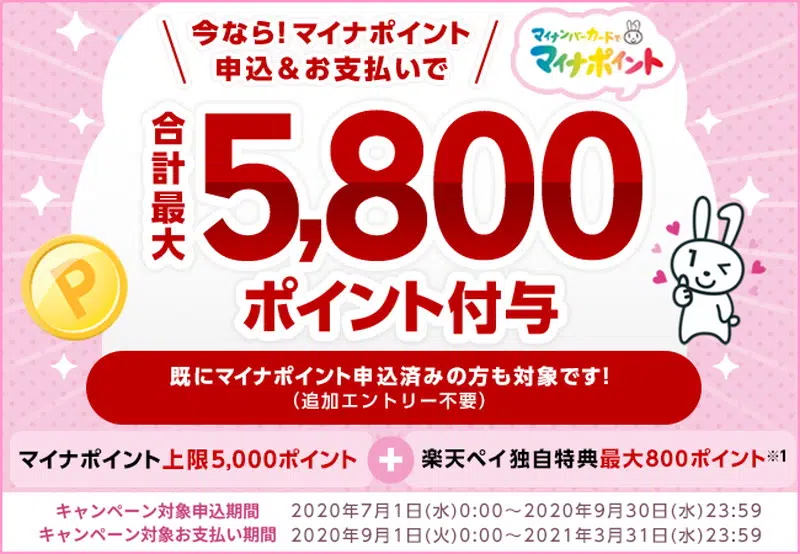 今なら!マイナポイント
申込&お支払いで
マイナンバーカードで
マイナポイント
合計最大
5,800
ポイント付与
P
1
既にマイナポイント申込済みの方も対象です!
(追加エントリー不要)
マイナポイント上限5,000ポイント + 楽天ペイ独自特典最大800ポイント※1
キャンペーン対象申込期間 2020年7月1日(水)0:00~2020年9月30日(水)23:59
キャンペーン対象お支払い期間 2020年9月1日(火)0:00~2021年3月31日(水)23:59